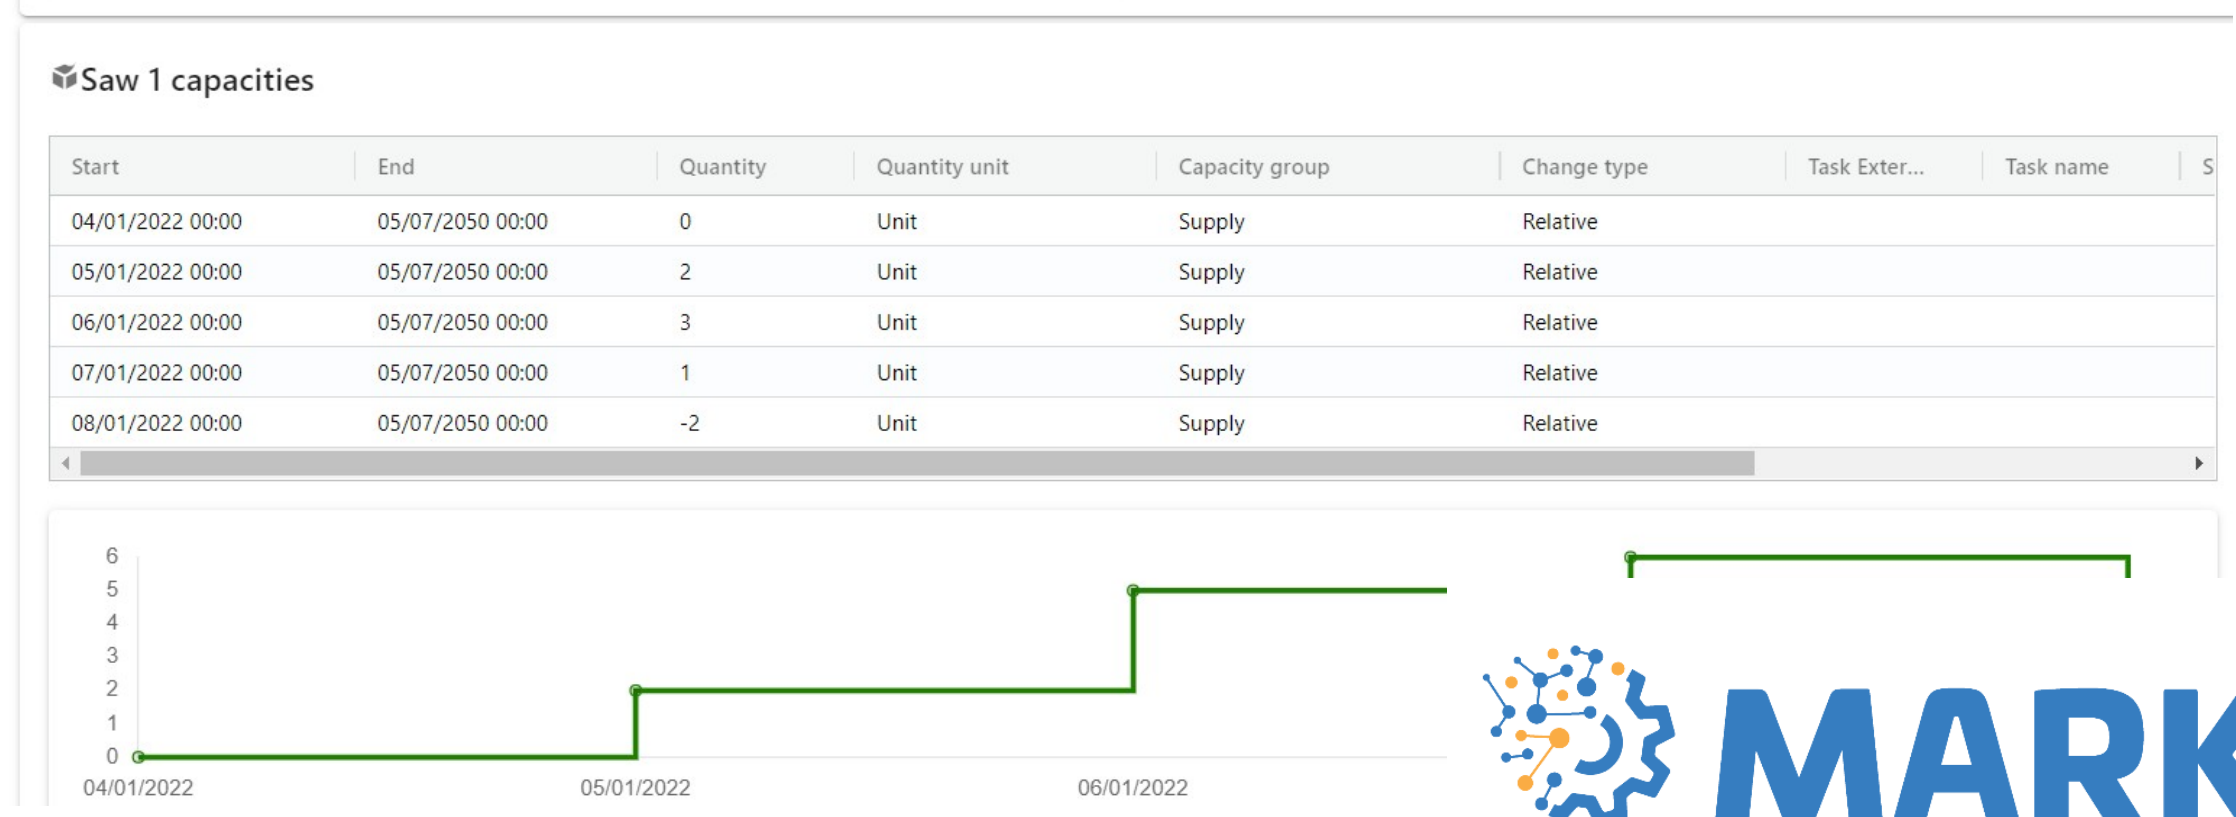 Saw 1 capacities
Start End Quantity Quantity unit Capacity group Change type Task Exter... Task name S
04/01/2022 00:00 05/07/2050 00:00 0 Unit Supply Relative
05/01/2022 00:00 05/07/2050 00:00 2 Unit Supply Relative
06/01/2022 00:00 05/07/2050 00:00 3 Unit Supply Relative
07/01/2022 00:00 05/07/2050 00:00 1 Unit Supply Relative
08/01/2022 00:00 05/07/2050 00:00 -2 Unit Supply Relative
6
5
4
3
2
1
0
04/01/2022 05/01/2022 06/01/2022
MARK